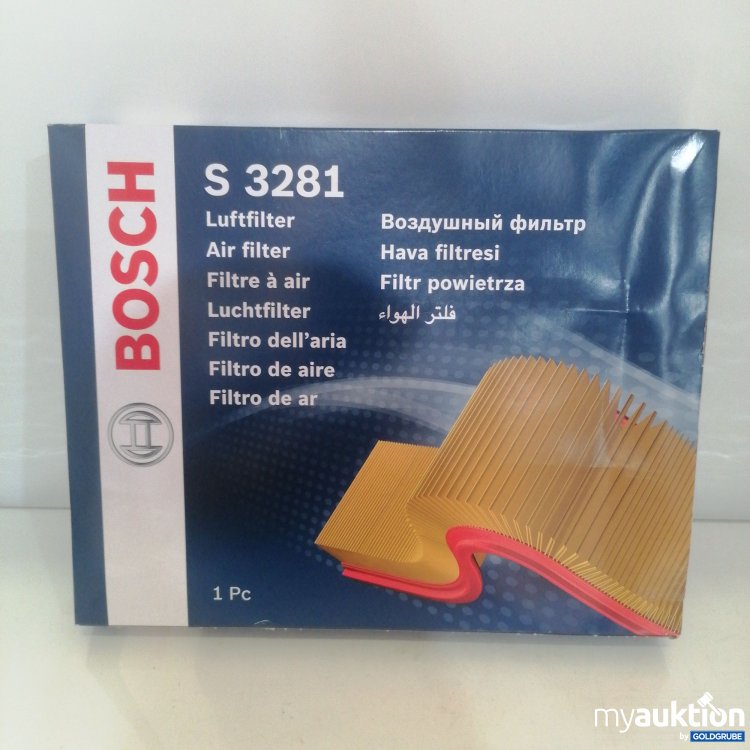 BOSCH
S 3281
Luftfilter
Air filter
Filtre à air
Luchtfilter
Filtro dell'aria
Filtro de aire
Filtro de ar
Воздушный фильтр
Hava filtresi
Filtr powietrza
فلتر الهواء
1 Pc
myauktion
by GOLDGRUBE